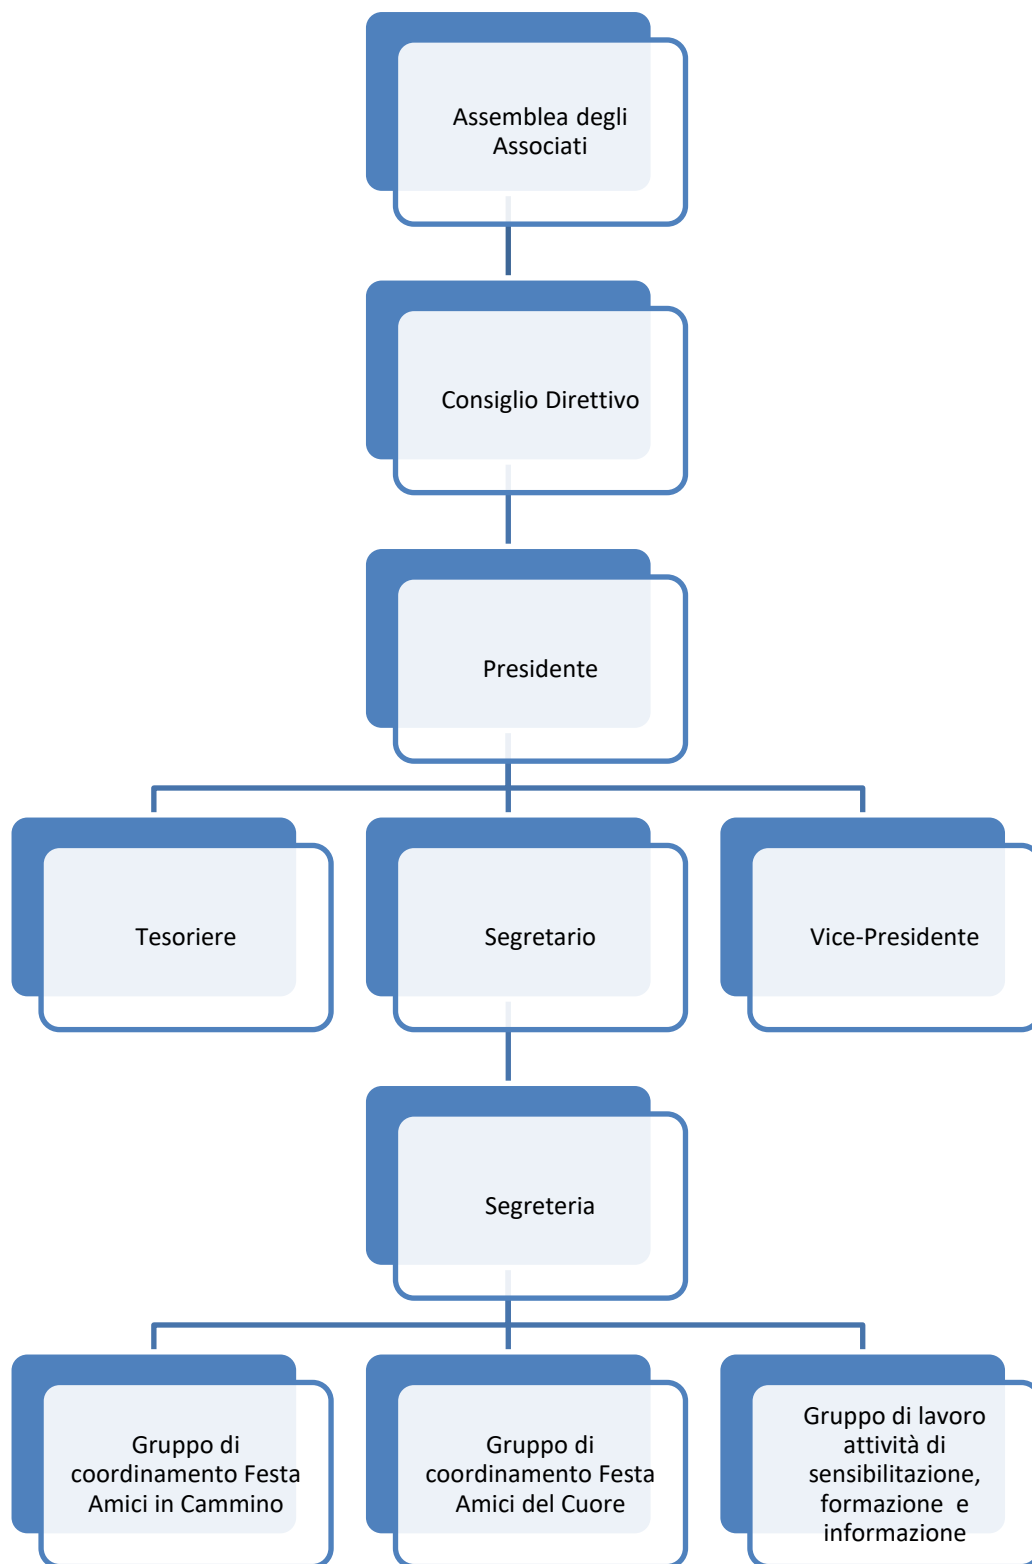 Assemblea degli
Associati
Consiglio Direttivo
Presidente
Tesoriere
Segretario
Vice-Presidente
Segreteria
Gruppo di
coordinamento Festa
Amici in Cammino
Gruppo di
coordinamento Festa
Amici del Cuore
Gruppo di lavoro
attività di
sensibilitazione,
formazione e
informazione